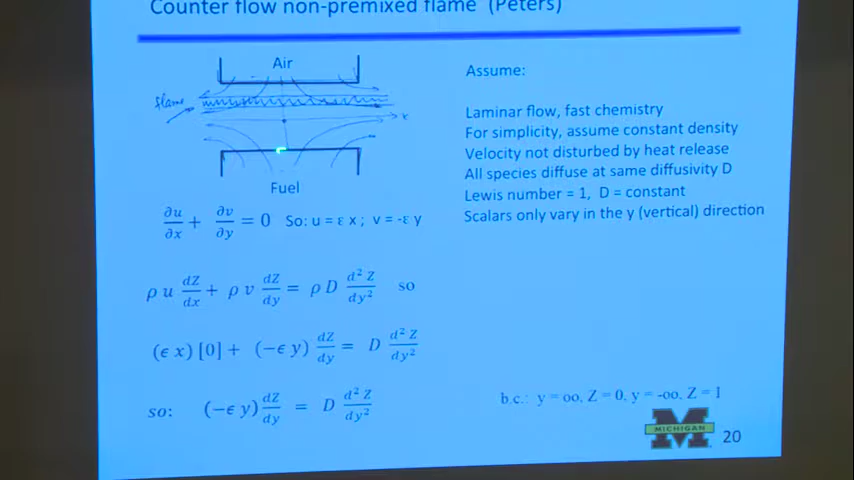 Counter flow non-premixed flame (Peters)
Air
flame
x
Fuel
∂u/∂x + ∂v/∂y = 0 So: u = ε x ; v = -ε y
ρ u dZ/dx + ρ v dZ/dy = ρ D d² Z/dy² so
(ϵ x) [0] + (−ϵ y) dZ/dy = D d² Z/dy²
so: (−ϵ y) dZ/dy = D d² Z/dy²
Assume:
Laminar flow, fast chemistry
For simplicity, assume constant density
Velocity not disturbed by heat release
All species diffuse at same diffusivity D
Lewis number = 1, D = constant
Scalars only vary in the y (vertical) direction
b.c.: y = oo, Z = 0, y = -oo, Z = 1
MICHIGAN
20